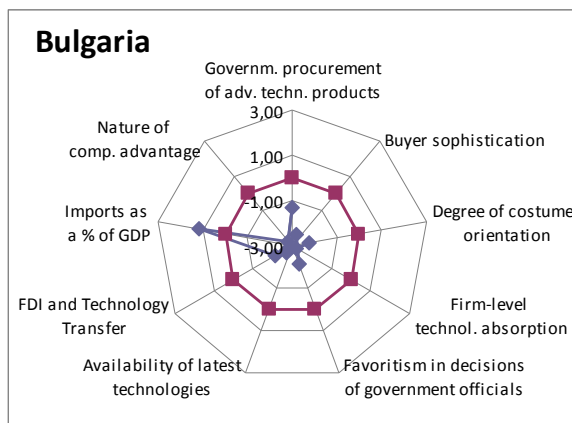 Bulgaria
Governm. procurement
of adv. techn. products
3,00
Nature of
comp. advantage
1,00
Buyer sophistication
-1,00
Imports as
a % of GDP
Degree of costume
orientation
-3,00
FDI and Technology
Transfer
Firm-level
technol. absorption
Availability of latest
technologies
Favoritism in decisions
of government officials